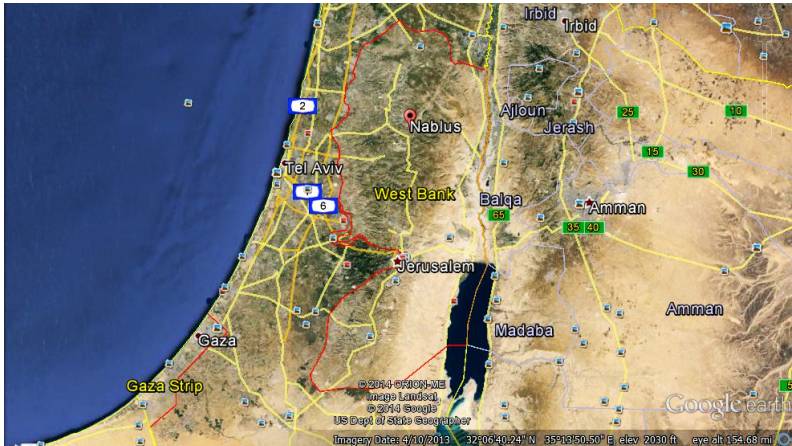 Irbid
Irbid
2
Nablus
Ajloun
Jerash
25
10
15
30
Tel Aviv
6
West Bank
Balqa
65
Amman
35
40
Jerusalem
Amman
Madaba
Gaza
Gaza Strip
© 2014 ORION-ME
Image Landsat
© 2014 Google
US Dept of State Geographer
Google earth
Imagery Date: 4/10/2013 32°06'40.24" N 35°13'50.50" E elev 2030 ft eye alt 154.68 mi